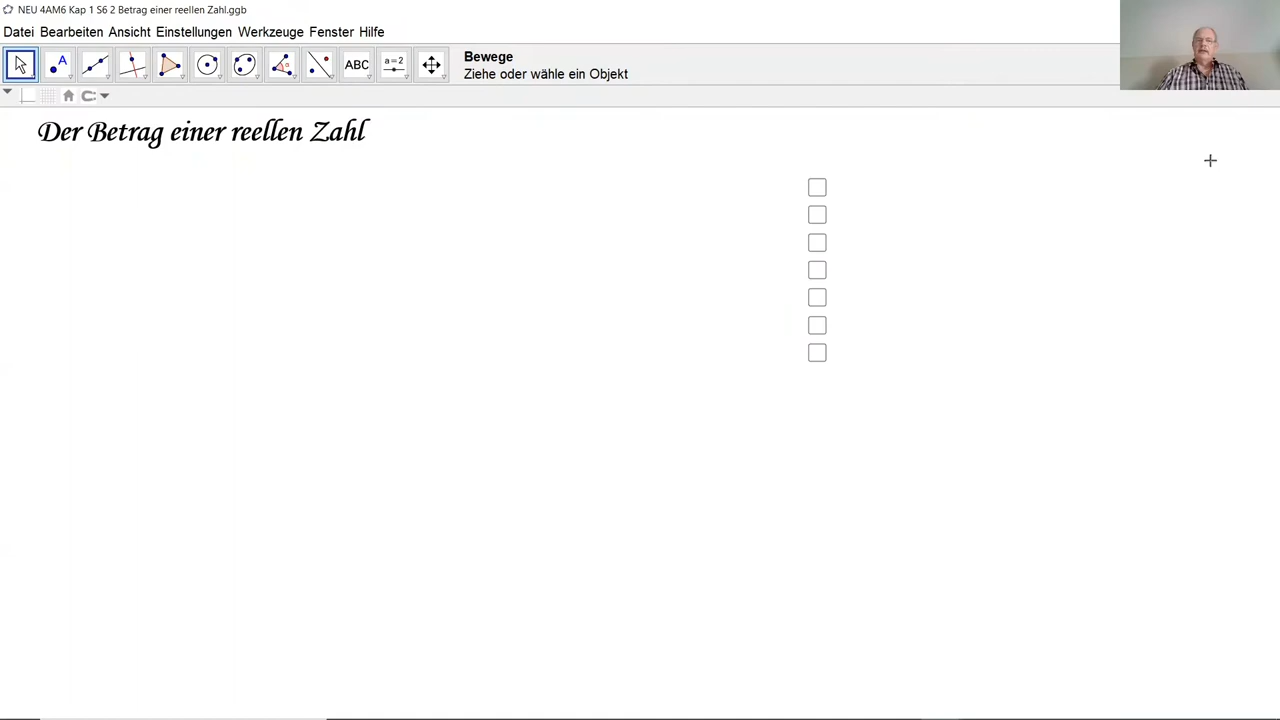 NEU 4AM6 Kap 1 S6 2 Betrag einer reellen Zahl.ggb
Datei Bearbeiten Ansicht Einstellungen Werkzeuge Fenster Hilfe
A
ABC
a=2
Bewege
Ziehe oder wähle ein Objekt
Der Betrag einer reellen Zahl